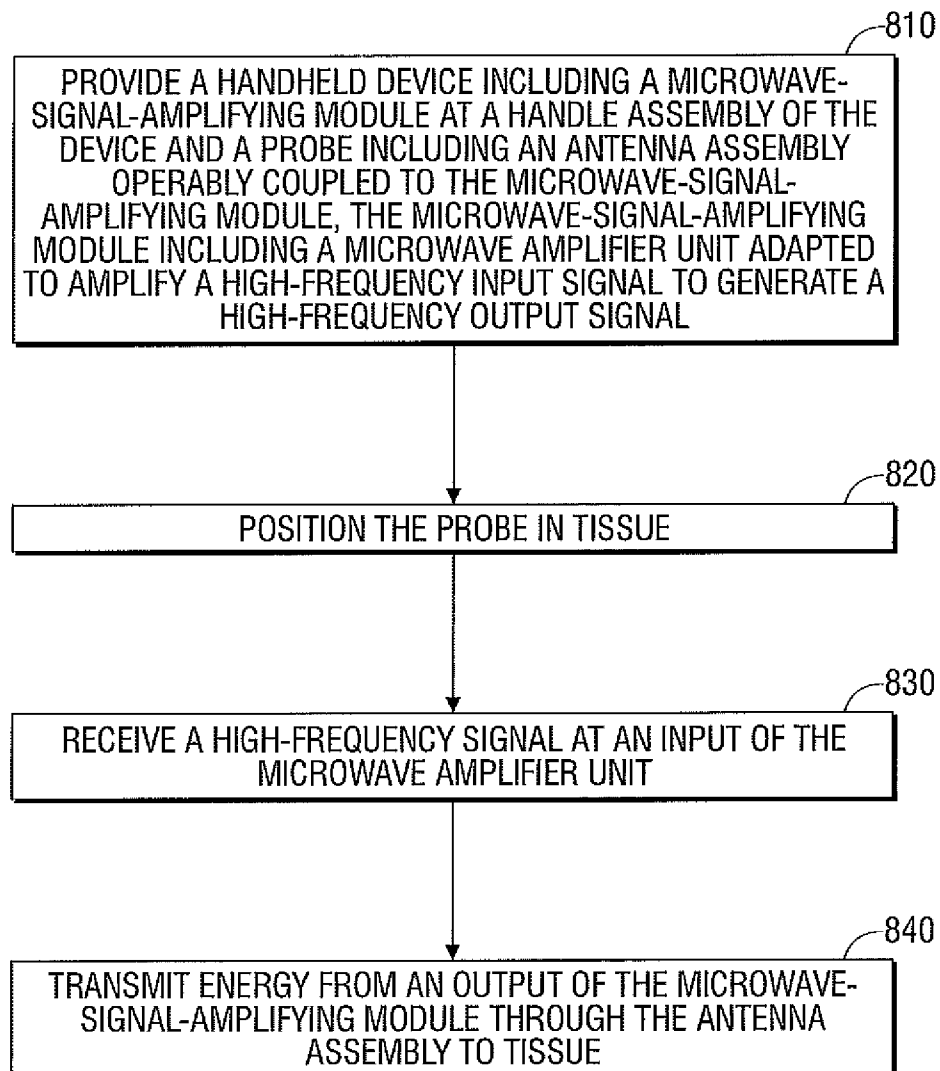 810
PROVIDE A HANDHELD DEVICE INCLUDING A MICROWAVE-
SIGNAL-AMPLIFYING MODULE AT A HANDLE ASSEMBLY OF THE
DEVICE AND A PROBE INCLUDING AN ANTENNA ASSEMBLY
OPERABLY COUPLED TO THE MICROWAVE-SIGNAL-
AMPLIFYING MODULE, THE MICROWAVE-SIGNAL-AMPLIFYING
MODULE INCLUDING A MICROWAVE AMPLIFIER UNIT ADAPTED
TO AMPLIFY A HIGH-FREQUENCY INPUT SIGNAL TO GENERATE A
HIGH-FREQUENCY OUTPUT SIGNAL
820
POSITION THE PROBE IN TISSUE
830
RECEIVE A HIGH-FREQUENCY SIGNAL AT AN INPUT OF THE
MICROWAVE AMPLIFIER UNIT
840
TRANSMIT ENERGY FROM AN OUTPUT OF THE MICROWAVE-
SIGNAL-AMPLIFYING MODULE THROUGH THE ANTENNA
ASSEMBLY TO TISSUE